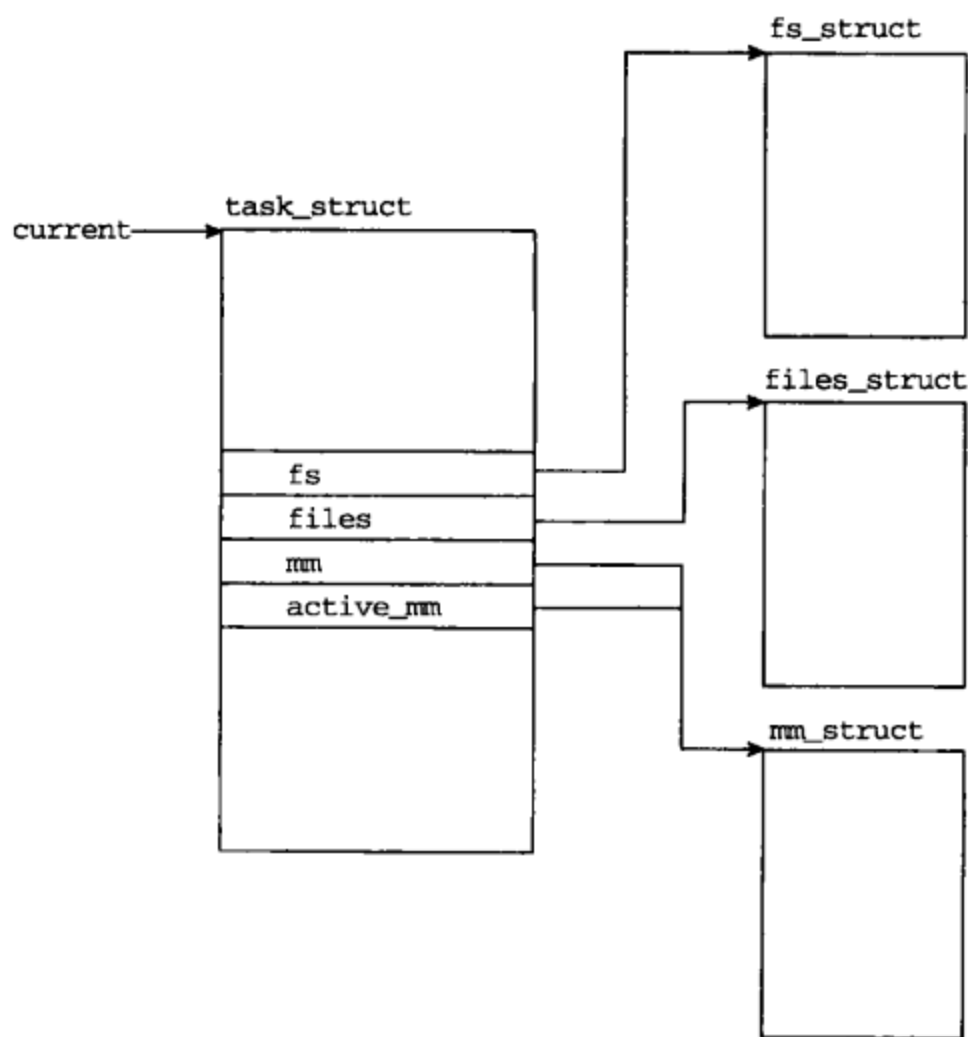 fs_struct
task_struct
current
files_struct
fs
files
mm
active_mm
mm_struct